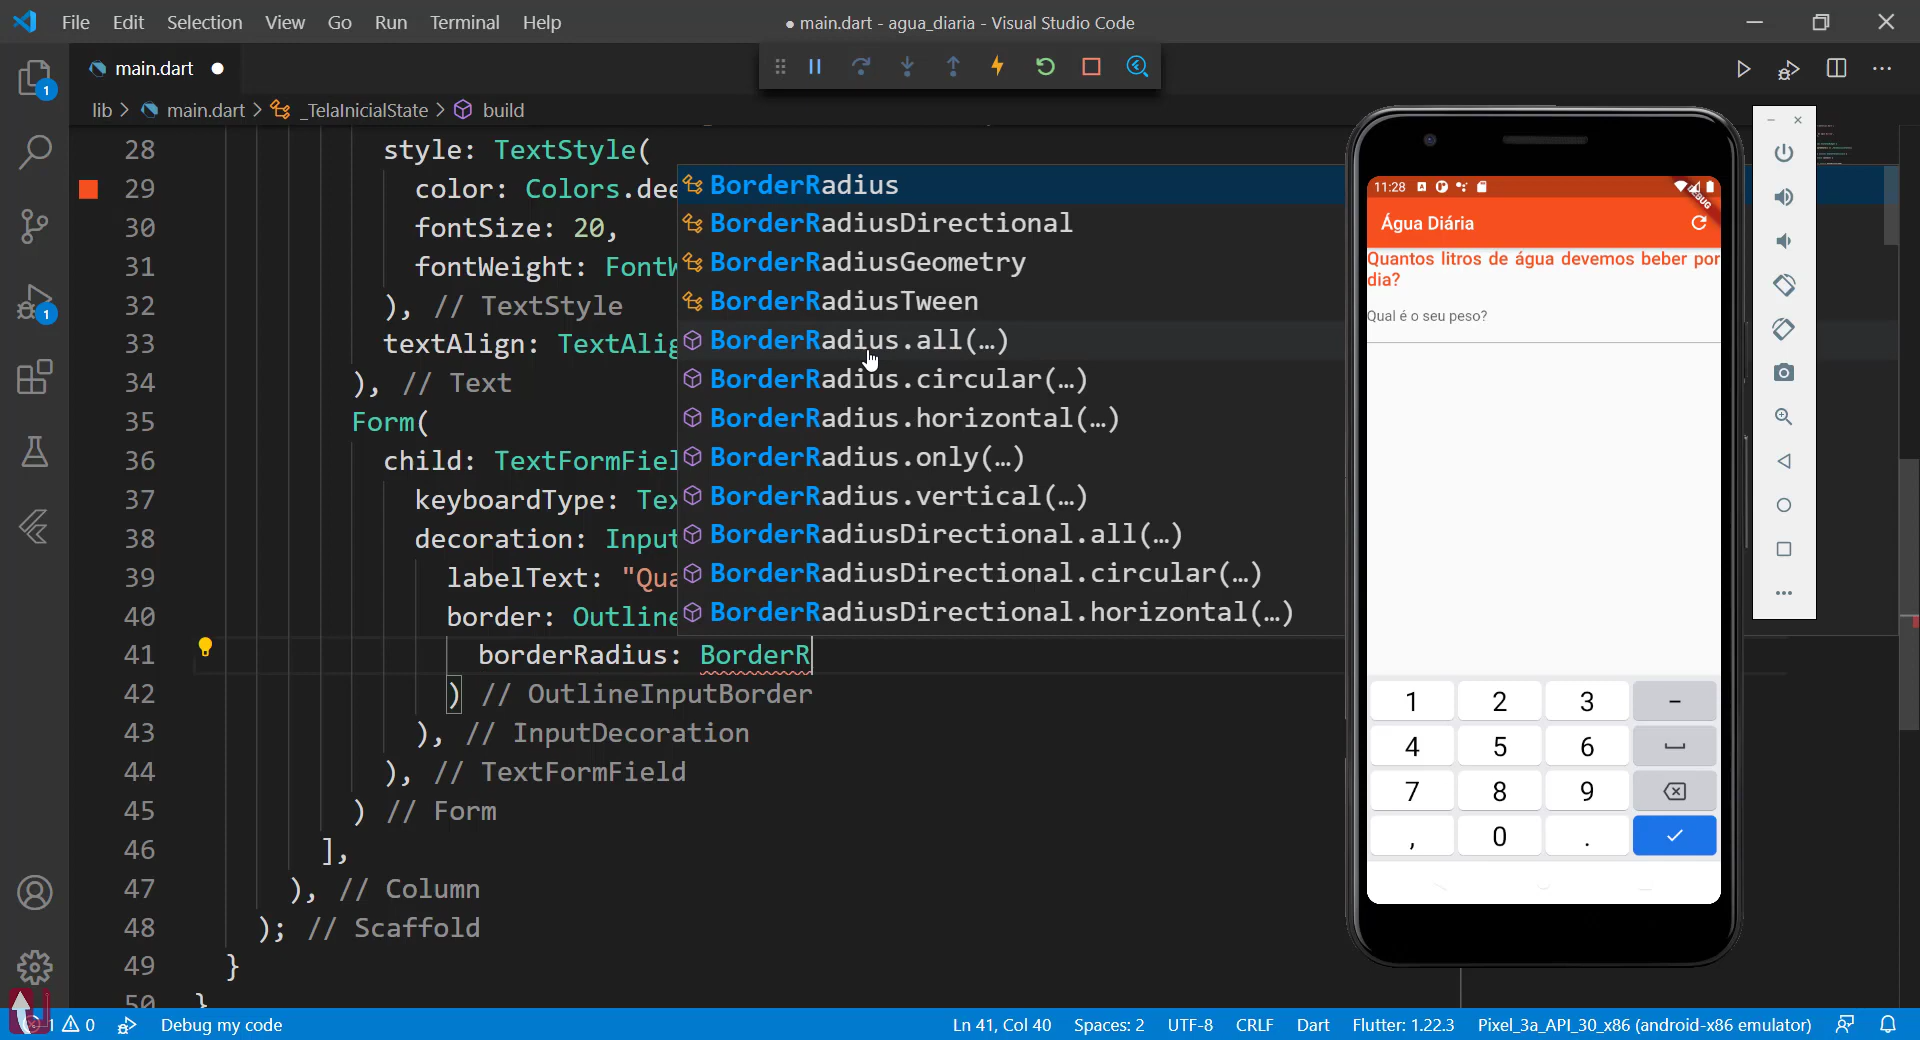 File Edit Selection View Go Run Terminal Help
● main.dart - agua_diaria - Visual Studio Code
main.dart ●
lib > main.dart > _TelaInicialState > build
28 style: TextStyle(
29 color: Colors.dee
30 fontSize: 20,
31 fontWeight: FontW
32 ), // TextStyle
33 textAlign: TextAlig
34 ), // Text
35 Form(
36 child: TextFormFiel
37 keyboardType: Tex
38 decoration: Input
39 labelText: "Qua
40 border: Outline
41 borderRadius: BorderR
42 ) // OutlineInputBorder
43 ), // InputDecoration
44 ), // TextFormField
45 ) // Form
46 ],
47 ), // Column
48 ); // Scaffold
49 }
50 }
BorderRadius
BorderRadiusDirectional
BorderRadiusGeometry
BorderRadiusTween
BorderRadius.all(…)
BorderRadius.circular(…)
BorderRadius.horizontal(…)
BorderRadius.only(…)
BorderRadius.vertical(…)
BorderRadiusDirectional.all(…)
BorderRadiusDirectional.circular(…)
BorderRadiusDirectional.horizontal(…)
11:28
DEBUG
Água Diária
Quantos litros de água devemos beber por
dia?
Qual é o seu peso?
1 2 3 -
4 5 6
7 8 9
, 0 .
1
1
1 0 Debug my code
Ln 41, Col 40 Spaces: 2 UTF-8 CRLF Dart Flutter: 1.22.3 Pixel_3a_API_30_x86 (android-x86 emulator)